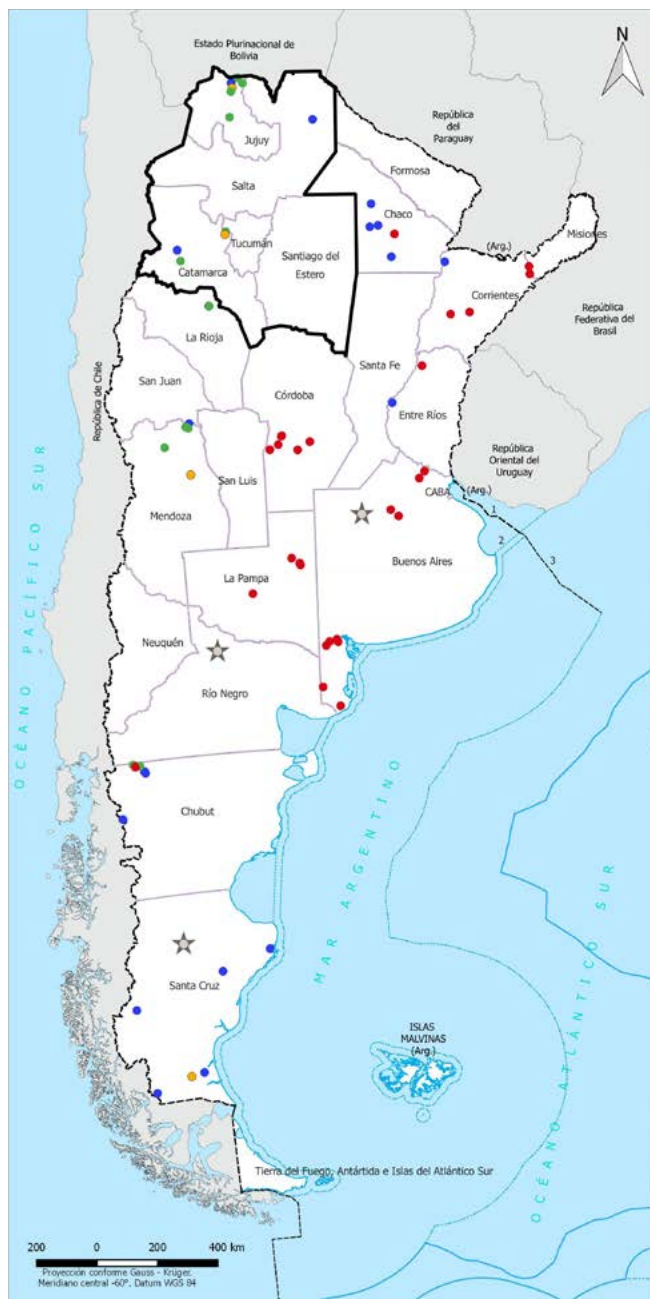 N
Estado Plurinacional de
Bolivia
República
del
Paraguay
Jujuy
Formosa
Salta
Chaco
Misiones
Tucumán
(Arg.)
Santiago del
Estero
Catamarca
Corrientes
República
Federativa del
Brasil
La Rioja
Santa Fe
República de Chile
San Juan
Córdoba
Entre Ríos
República
Oriental del
Uruguay
San Luis
CABA
(Arg.)
Mendoza
1
2
3
Buenos Aires
La Pampa
Neuquén
Río Negro
OCÉANO PACÍFICO SUR
Chubut
MAR ARGENTINO
Santa Cruz
OCÉANO ATLÁNTICO SUR
ISLAS
MALVINAS
(Arg.)
Tierra del Fuego, Antártida e Islas del Atlántico Sur
200 0 200 400 km
Proyección conforme Gauss - Krüger.
Meridiano central -60°. Datum WGS 84